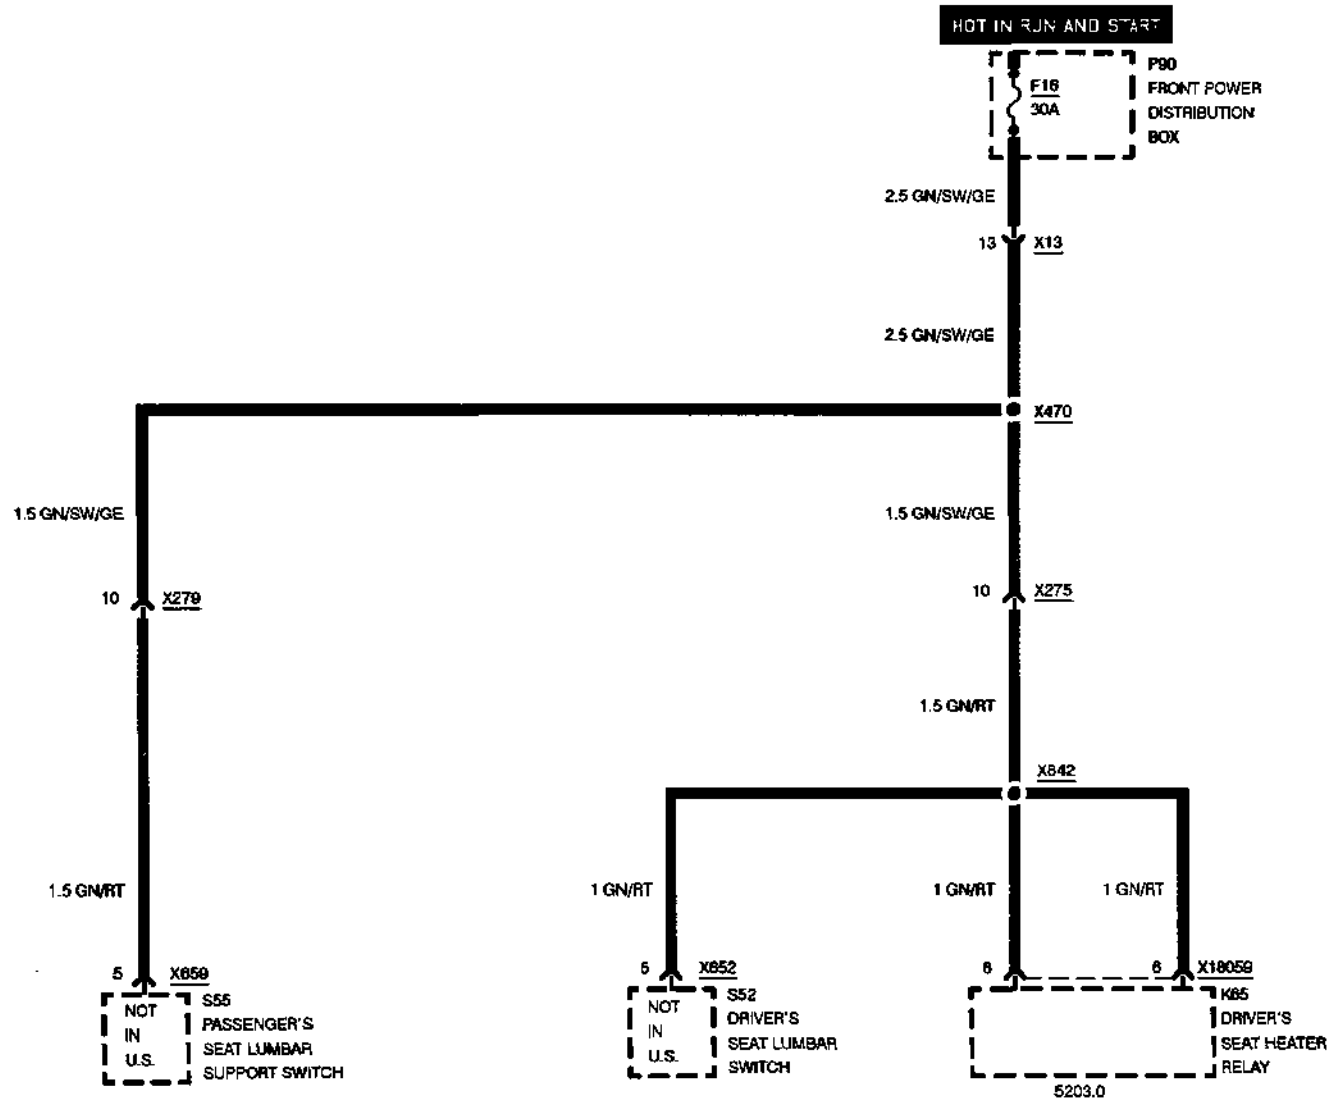 HOT IN RUN AND START
P90
FRONT POWER
DISTRIBUTION
BOX
F16
30A
2.5 GN/SW/GE
13 X13
2.5 GN/SW/GE
X470
1.5 GN/SW/GE
1.5 GN/SW/GE
10 X279
10 X275
1.5 GN/RT
X642
1.5 GN/RT
1 GN/RT
1 GN/RT
1 GN/RT
5 X659
5 X652
8
6 X18059
NOT
IN
U.S.
S55
PASSENGER'S
SEAT LUMBAR
SUPPORT SWITCH
NOT
IN
U.S.
S52
DRIVER'S
SEAT LUMBAR
SWITCH
K65
DRIVER'S
SEAT HEATER
RELAY
5203.0